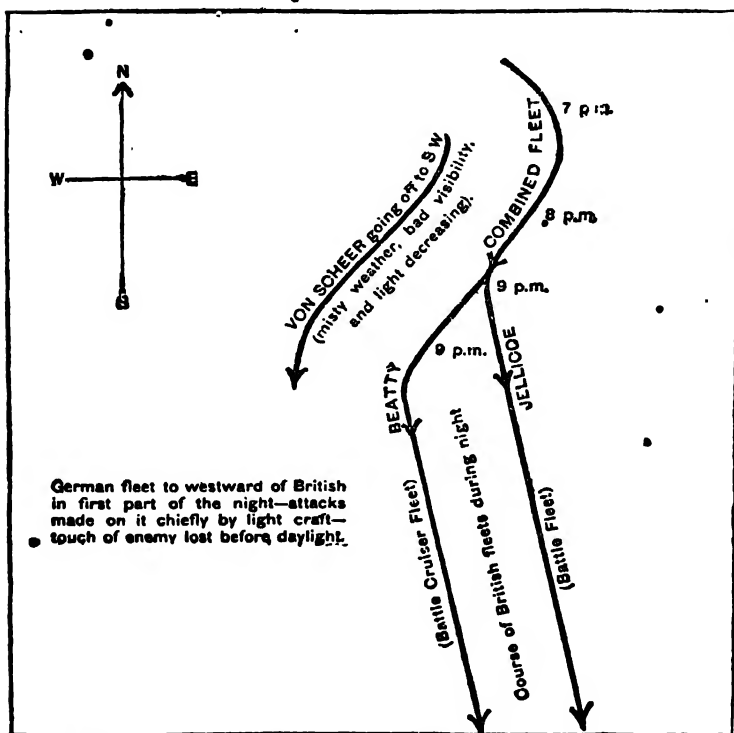 N
W
E
S
7 p.m.
COMBINED FLEET
8 p.m.
VON SCHEER going off to S W
(misty weather, bad visibility,
and light decreasing).
9 p.m.
9 p.m.
BEATTY
JELLICOE
German fleet to westward of British
in first part of the night—attacks
made on it chiefly by light craft—
touch of enemy lost before daylight.
(Battle Cruiser Fleet)
Course of British fleets during night
(Battle Fleet)